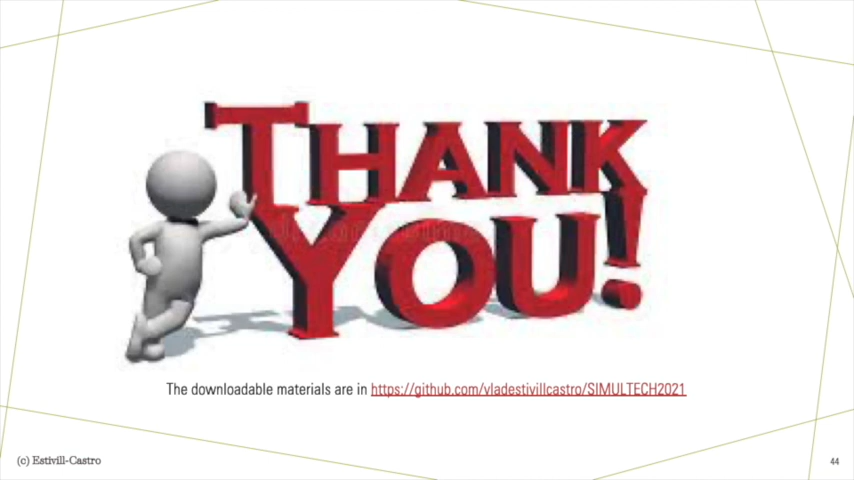 THANK
YOU!
The downloadable materials are in https://github.com/vladestivillcastro/SIMULTECH2021
(c) Estivill-Castro
44